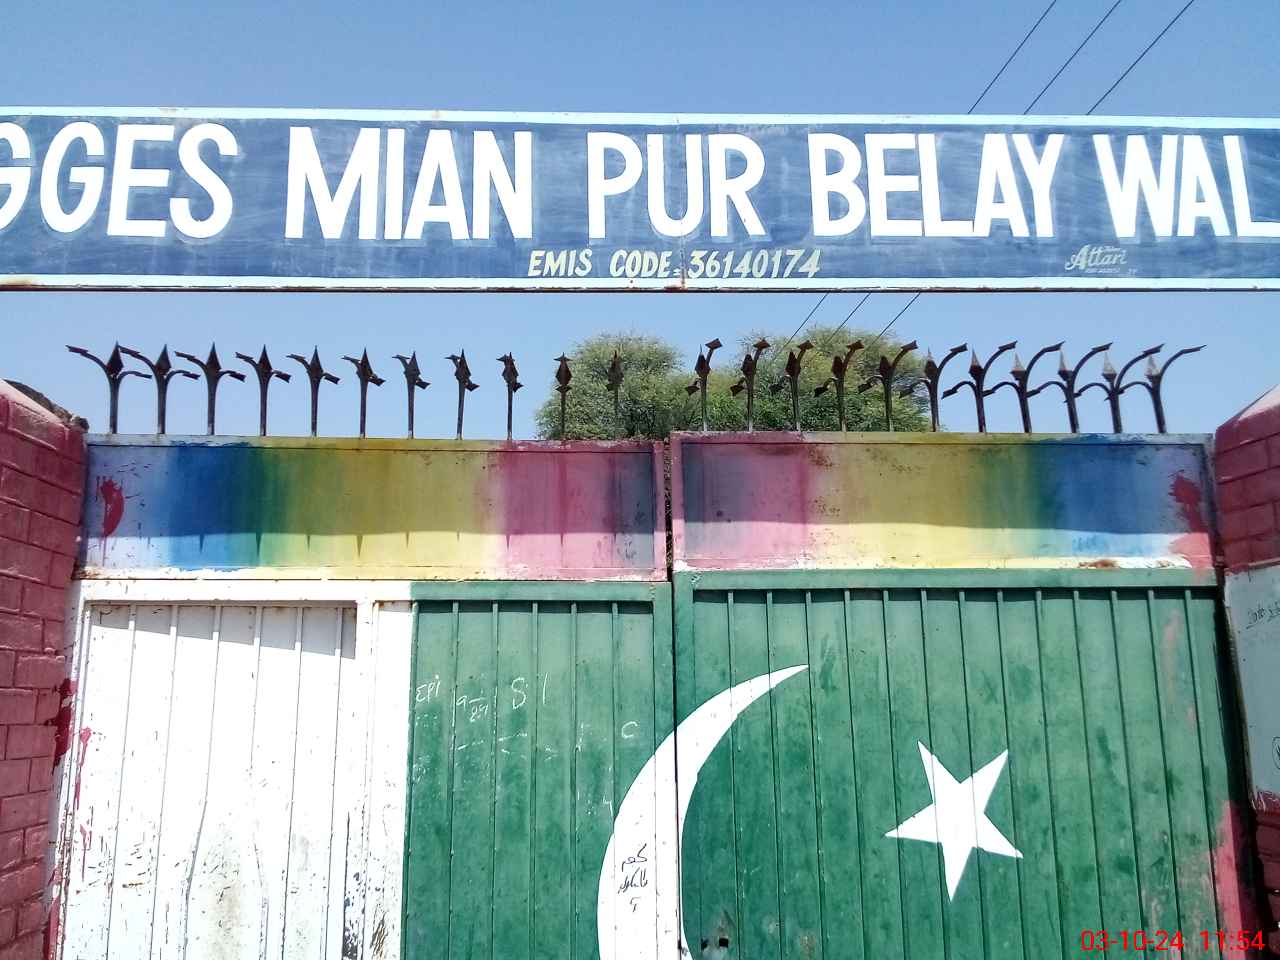 GGES MIAN PUR BELAY WAL
EMIS CODE=36140174
Attari
EPI
03-10-24 11:54